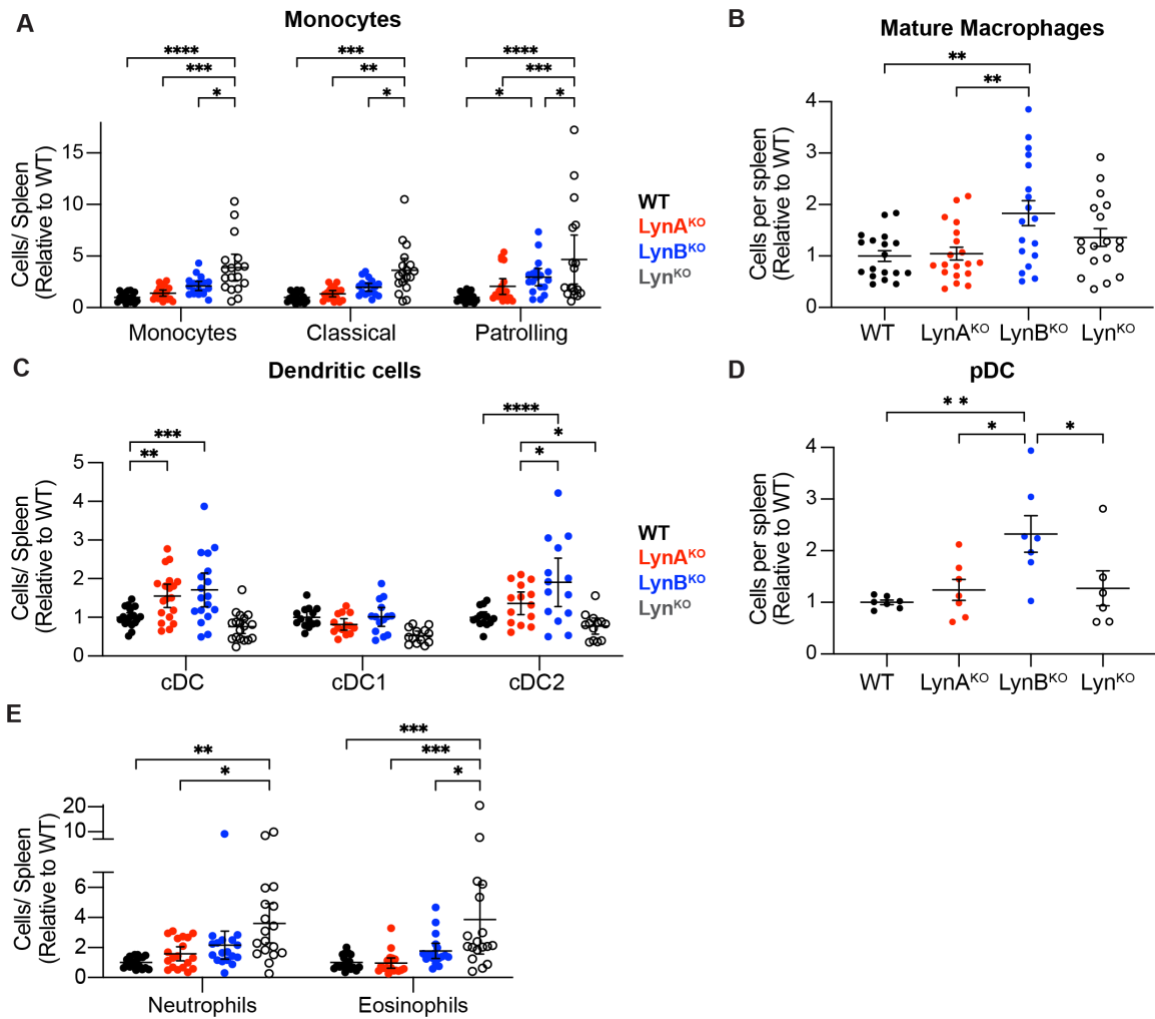 A
Monocytes
**** *** ****
*** ** ***
* * * *
15
10
5
0
Cells/ Spleen
(Relative to WT)
Monocytes Classical Patrolling
WT
LynAKO
LynBKO
LynKO
B
Mature Macrophages
**
**
4
3
2
1
0
Cells per spleen
(Relative to WT)
WT LynAKO LynBKO LynKO
C
Dendritic cells
****
*** *
** *
5
4
3
2
1
0
Cells/ Spleen
(Relative to WT)
cDC cDC1 cDC2
WT
LynAKO
LynBKO
LynKO
D
pDC
* *
* *
4
3
2
1
0
Cells per spleen
(Relative to WT)
WT LynAKO LynBKO LynKO
E
***
** ***
* *
20
10
6
4
2
0
Cells/ Spleen
(Relative to WT)
Neutrophils Eosinophils